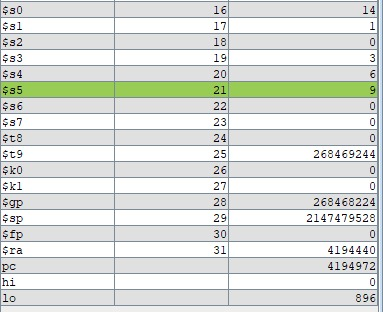 $s0 16 14
$s1 17 1
$s2 18 0
$s3 19 3
$s4 20 6
$s5 21 9
$s6 22 0
$s7 23 0
$t8 24 0
$t9 25 268469244
$k0 26 0
$k1 27 0
$gp 28 268468224
$sp 29 2147479528
$fp 30 0
$ra 31 4194440
pc 4194972
hi 0
lo 896